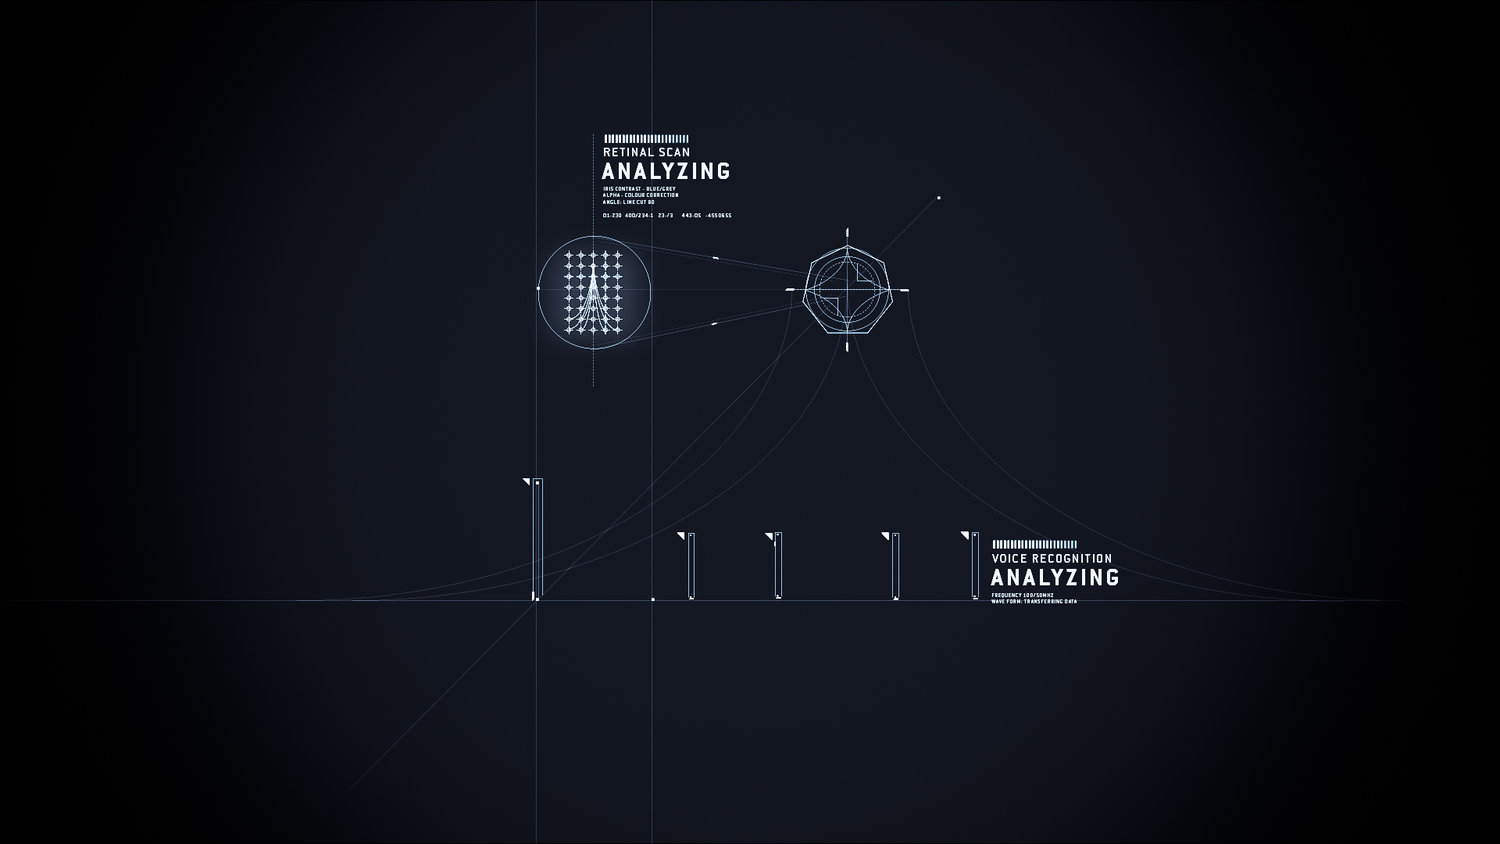 RETINAL SCAN
ANALYZING
IRIS CONTRAST - BLUE/GREY
ALPHA - COLOUR CORRECTION
ANGLE: LINE CUT 90
01-230 400/234-1 23-/3 443-05 -4550655
VOICE RECOGNITION
ANALYZING
FREQUENCY 100/50MHZ
WAVE FORM: TRANSFERRING DATA